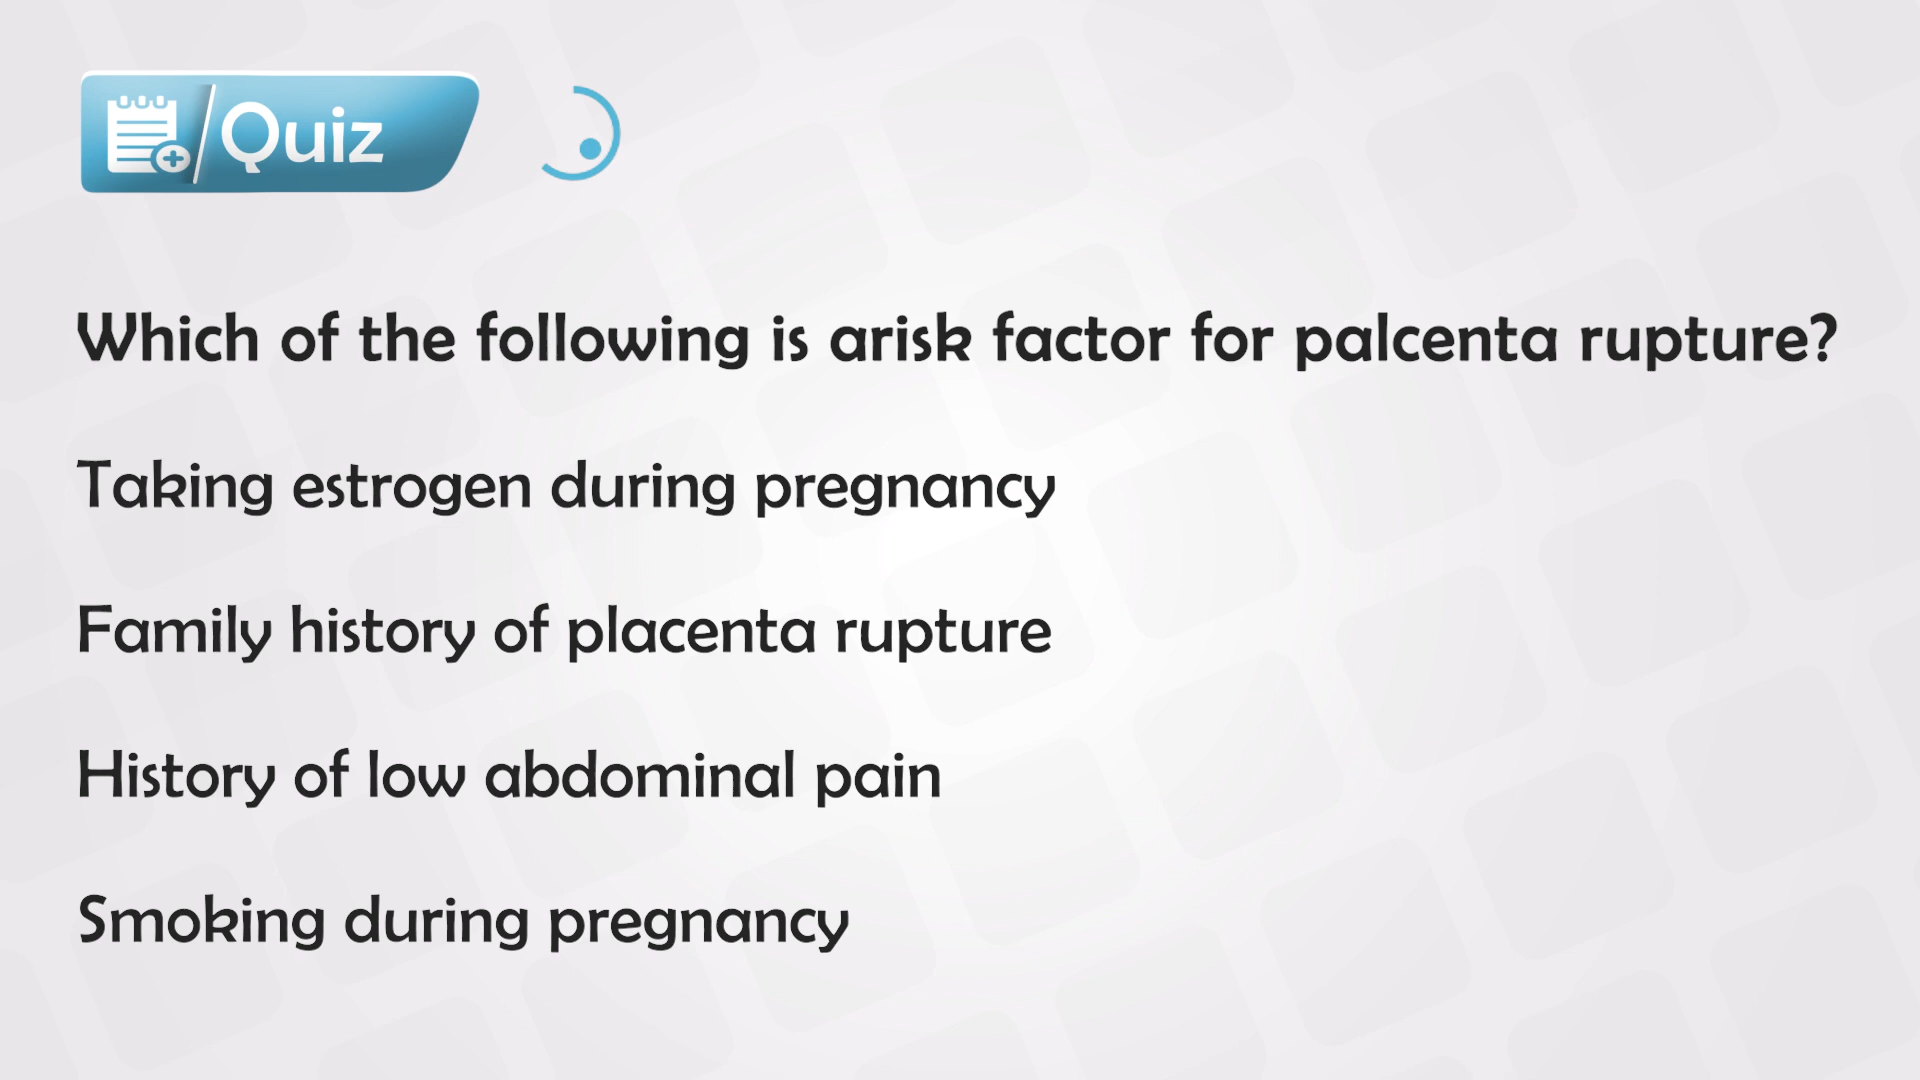 Quiz
Which of the following is arisk factor for palcenta rupture?
Taking estrogen during pregnancy
Family history of placenta rupture
History of low abdominal pain
Smoking during pregnancy